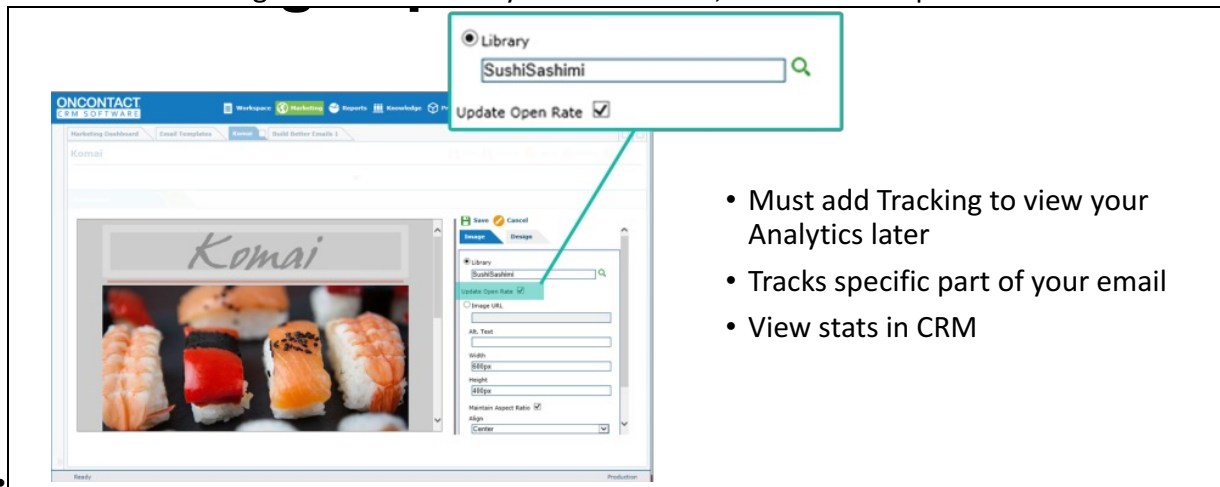 Library
SushiSashimi
Update Open Rate
ONCONTACT
CRM SOFTWARE
Workspace
Marketing
Reports
Knowledge
Marketing Dashboard
Email Templates
Komai
Build Better Emails 1
Komai
Save
Cancel
Image
Design
Komai
Library
SushiSashimi
Update Open Rate
Image URL
Alt. Text
Width
600px
Height
400px
Maintain Aspect Ratio
Align
Center
Ready
Production
• Must add Tracking to view your
Analytics later
• Tracks specific part of your email
• View stats in CRM